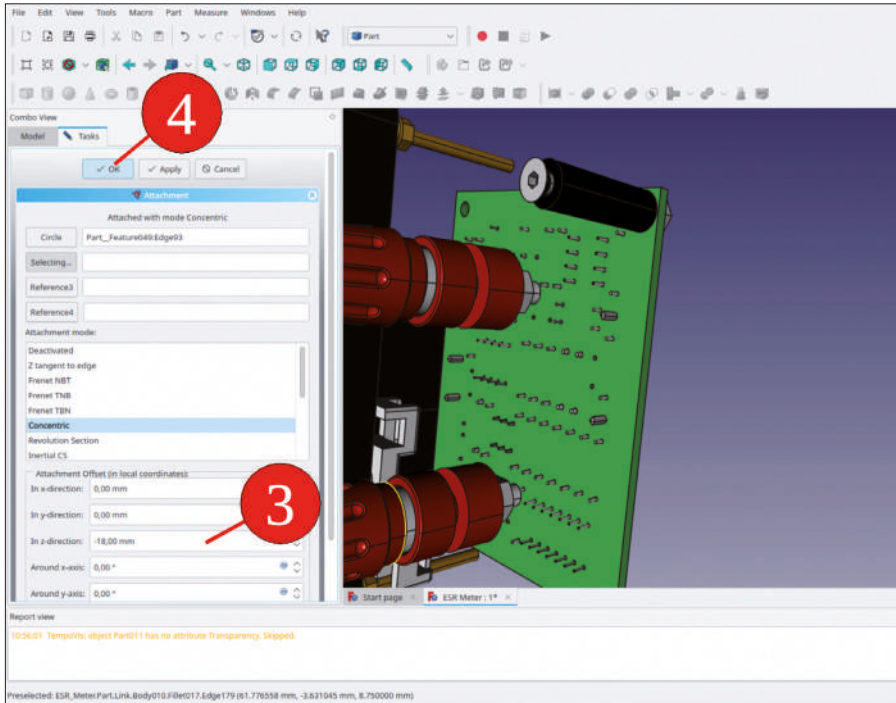 File Edit View Tools Macro Part Measure Windows Help
Part
Combo View
Model Tasks
4
OK Apply Cancel
Attachment
Attached with mode Concentric
Circle Part__Feature049:Edge93
Selecting...
Reference3
Reference4
Attachment mode:
Deactivated
Z tangent to edge
Frenet NBT
Frenet TNB
Frenet TBN
Concentric
Revolution Section
Inertial CS
Attachment Offset (in local coordinates):
In x-direction: 0,00 mm
In y-direction: 0,00 mm
3
In z-direction: -18,00 mm
Around x-axis: 0,00 °
Around y-axis: 0,00 °
Start page ESR Meter : 1*
Report view
10:56:01 TempoVis: object Part011 has no attribute Transparency. Skipped.
Preselected: ESR_Meter.Part.Link.Body010.Fillet017.Edge179 (61.776558 mm, -3.631045 mm, 8.750000 mm)